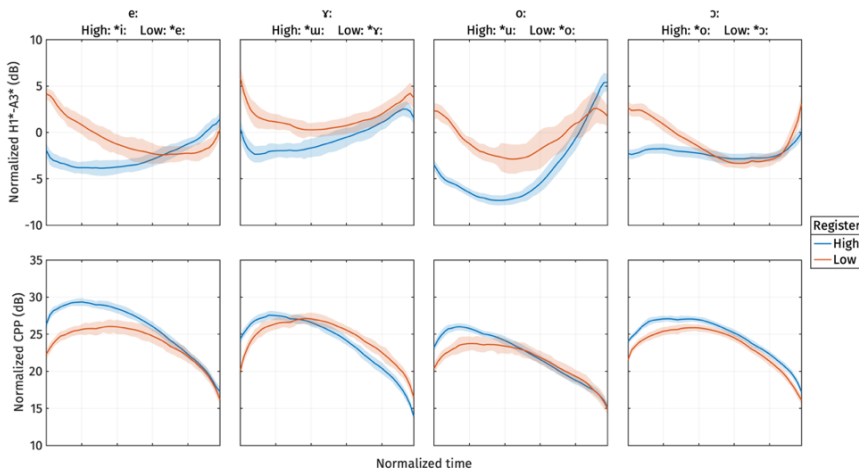 eː ɤː oː ɔː
High: *iː Low: *eː High: *ɯː Low: *ɤː High: *uː Low: *oː High: *oː Low: *ɔː
Normalized H1*-A3* (dB)
10
5
0
-5
-10
Register
High
Low
Normalized CPP (dB)
35
30
25
20
15
10
Normalized time